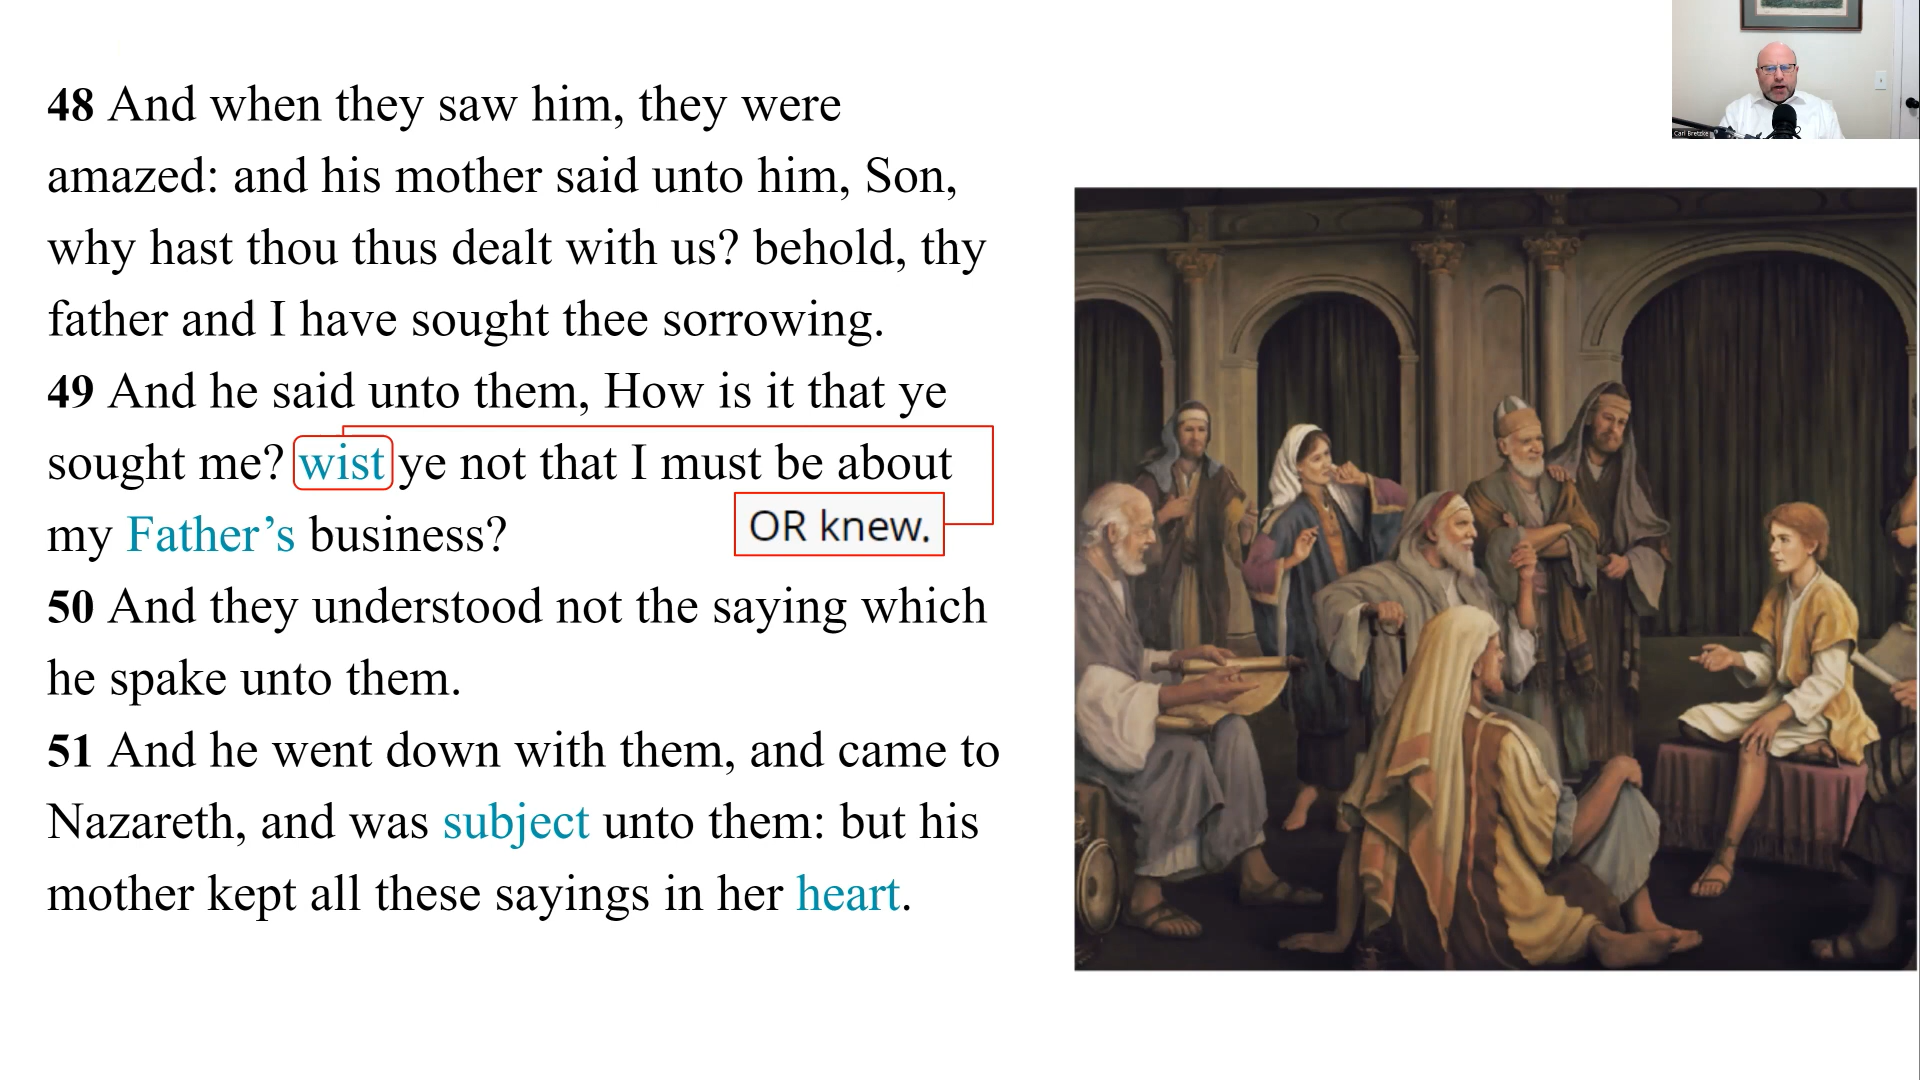 48 And when they saw him, they were
amazed: and his mother said unto him, Son,
why hast thou thus dealt with us? behold, thy
father and I have sought thee sorrowing.
49 And he said unto them, How is it that ye
sought me? wist ye not that I must be about
my Father’s business?
OR knew.
50 And they understood not the saying which
he spake unto them.
51 And he went down with them, and came to
Nazareth, and was subject unto them: but his
mother kept all these sayings in her heart.
Carl Bretzke